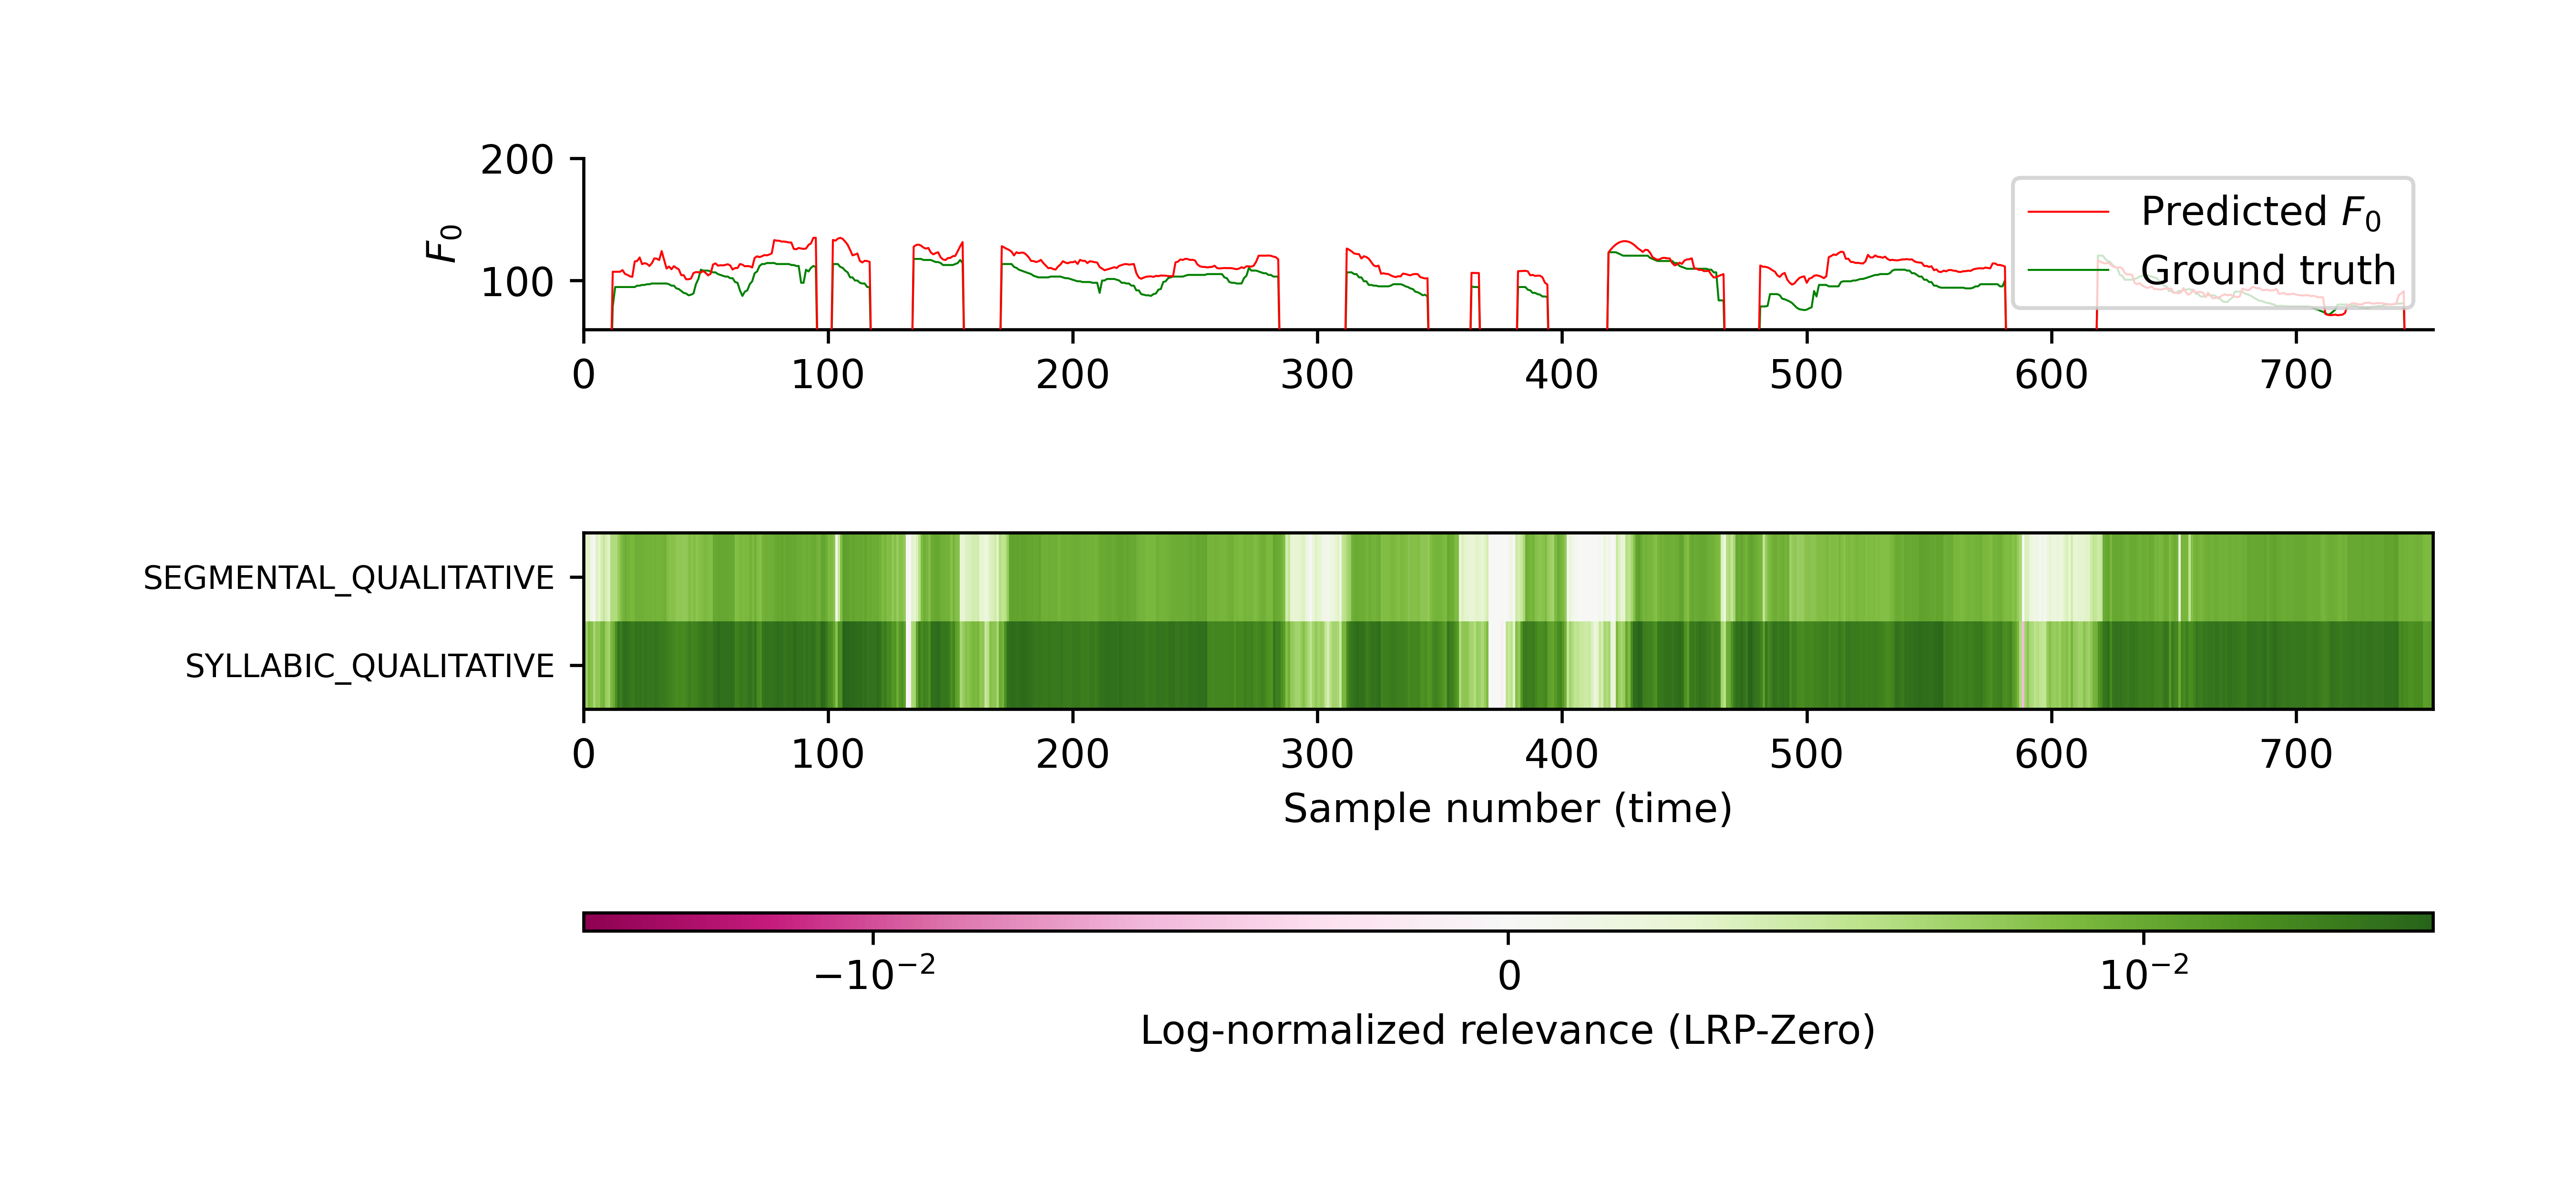 200
100
F₀
Predicted F₀
Ground truth
0 100 200 300 400 500 600 700
SEGMENTAL_QUALITATIVE
SYLLABIC_QUALITATIVE
0 100 200 300 400 500 600 700
Sample number (time)
−10⁻² 0 10⁻²
Log-normalized relevance (LRP-Zero)